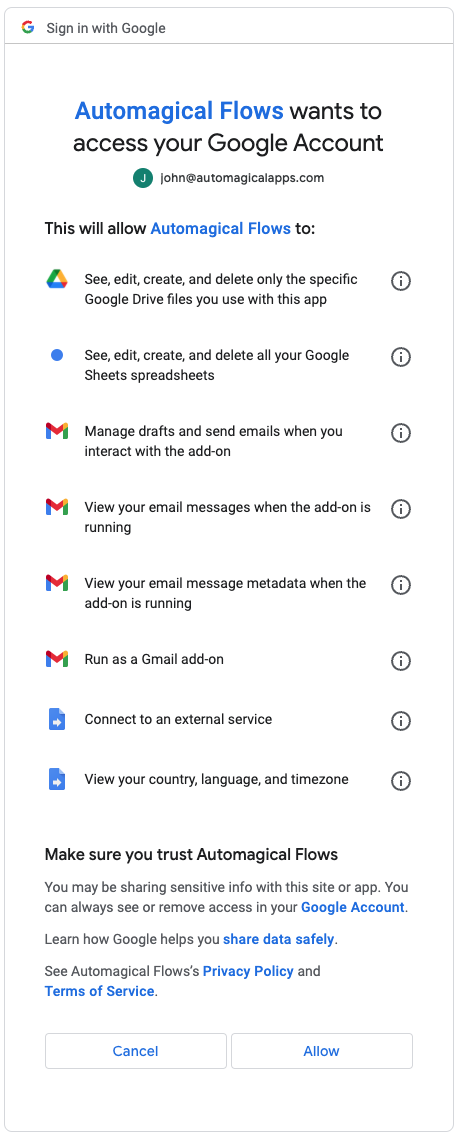 Sign in with Google
Automagical Flows wants to
access your Google Account
J john@automagicalapps.com
This will allow Automagical Flows to:
See, edit, create, and delete only the specific
Google Drive files you use with this app
See, edit, create, and delete all your Google
Sheets spreadsheets
Manage drafts and send emails when you
interact with the add-on
View your email messages when the add-on is
running
View your email message metadata when the
add-on is running
Run as a Gmail add-on
Connect to an external service
View your country, language, and timezone
Make sure you trust Automagical Flows
You may be sharing sensitive info with this site or app. You
can always see or remove access in your Google Account.
Learn how Google helps you share data safely.
See Automagical Flows's Privacy Policy and
Terms of Service.
Cancel Allow